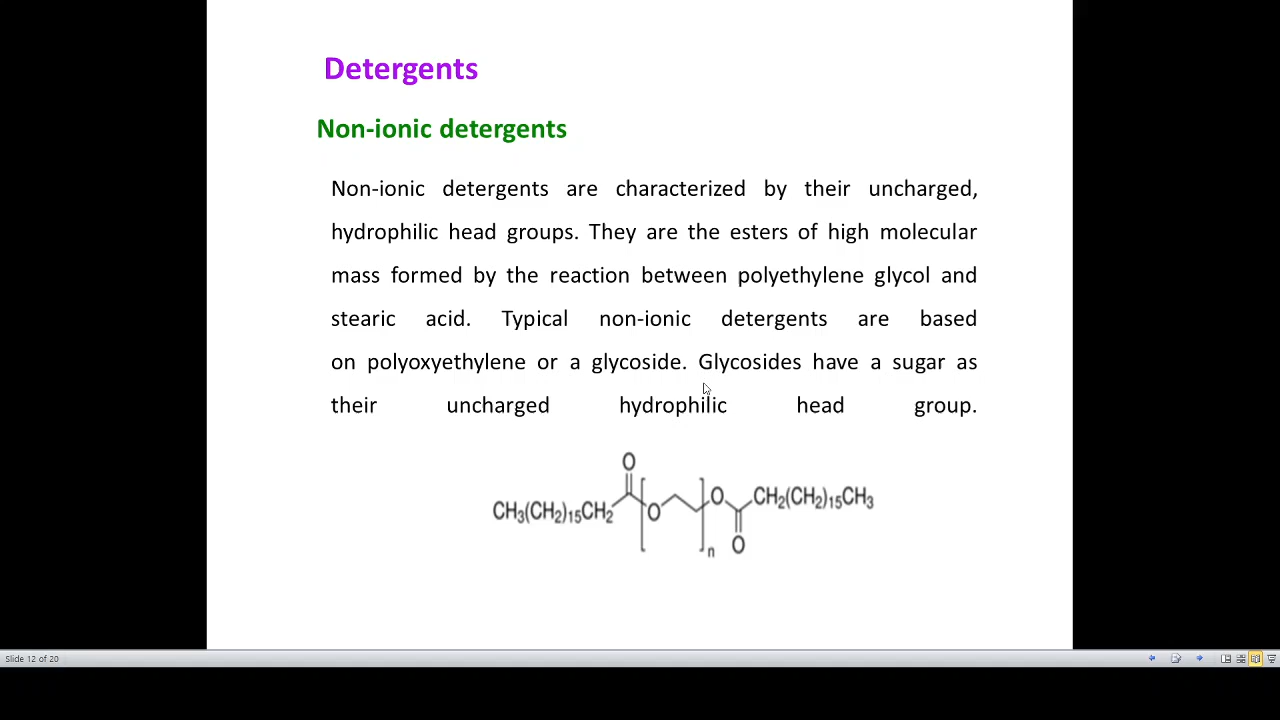 Detergents
Non-ionic detergents
Non-ionic detergents are characterized by their uncharged,
hydrophilic head groups. They are the esters of high molecular
mass formed by the reaction between polyethylene glycol and
stearic acid. Typical non-ionic detergents are based
on polyoxyethylene or a glycoside. Glycosides have a sugar as
their uncharged hydrophilic head group.
O
CH₃(CH₂)₁₅CH₂ O n O CH₂(CH₂)₁₅CH₃
O
Slide 12 of 20